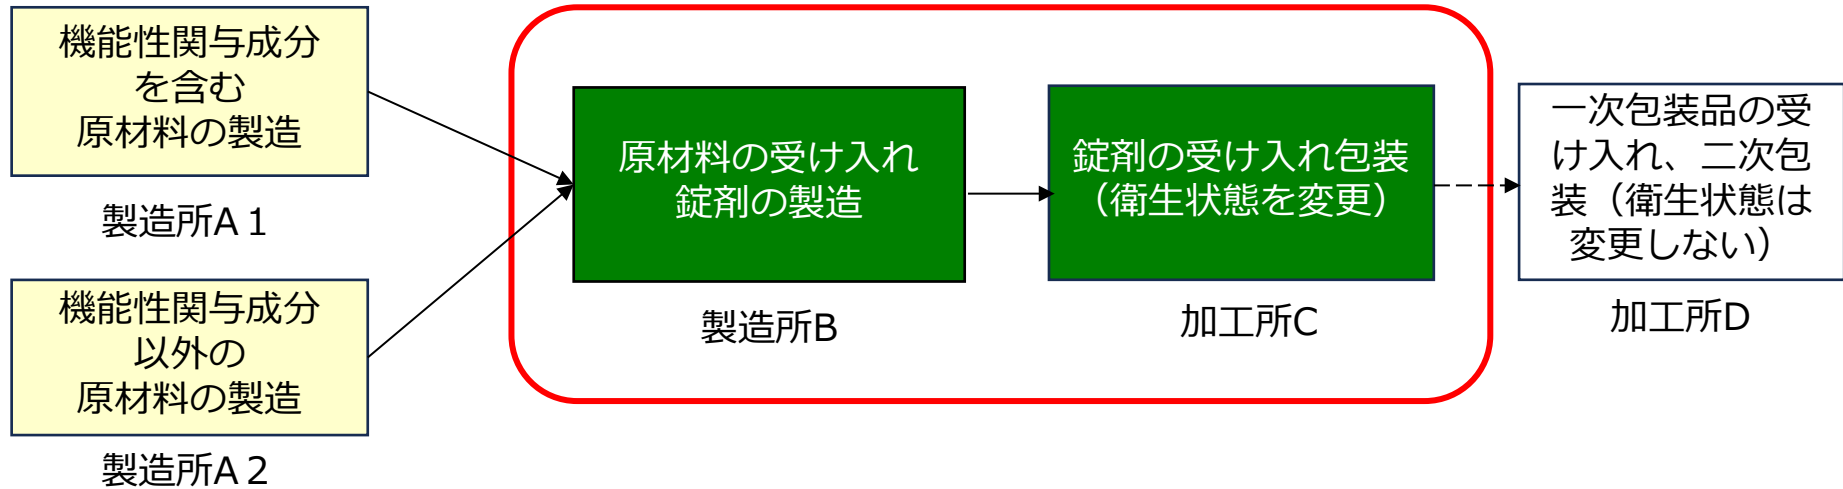 機能性関与成分
を含む
原材料の製造
製造所A１
機能性関与成分
以外の
原材料の製造
製造所A２
原材料の受け入れ
錠剤の製造
製造所B
錠剤の受け入れ包装
（衛生状態を変更）
加工所C
一次包装品の受
け入れ、二次包
装（衛生状態は
変更しない）
加工所D